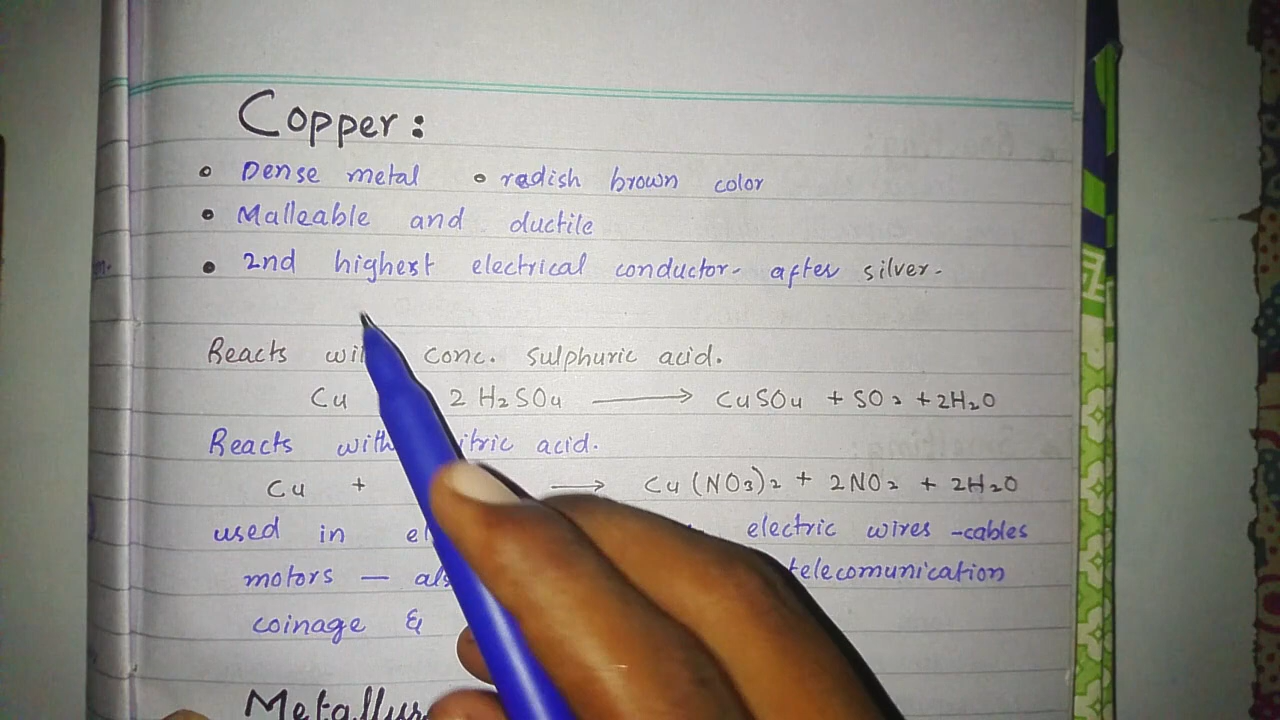 Copper:
• Dense metal • radish brown color
• Malleable and ductile
• 2nd highest electrical conductor- after silver-
Reacts conc. Sulphuric acid.
Cu 2 H₂SO₄ ⟶ CuSO₄ + SO₂ + 2H₂O
Reacts with acid.
Cu + ⟶ Cu(NO₃)₂ + 2NO₂ + 2H₂O
used in electric wires -cables
motors — telecomunication
coinage &